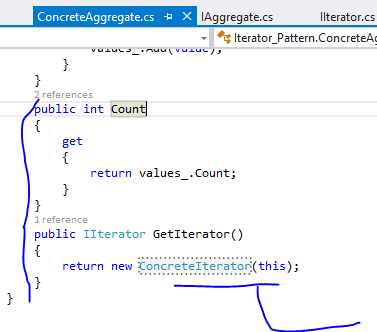 ConcreteAggregate.cs IAggregate.cs IIterator.cs
Iterator_Pattern.ConcreteAg
values_.Add(value);
}
}
2 references
public int Count
{
get
{
return values_.Count;
}
}
1 reference
public IIterator GetIterator()
{
return new ConcreteIterator(this);
}
}